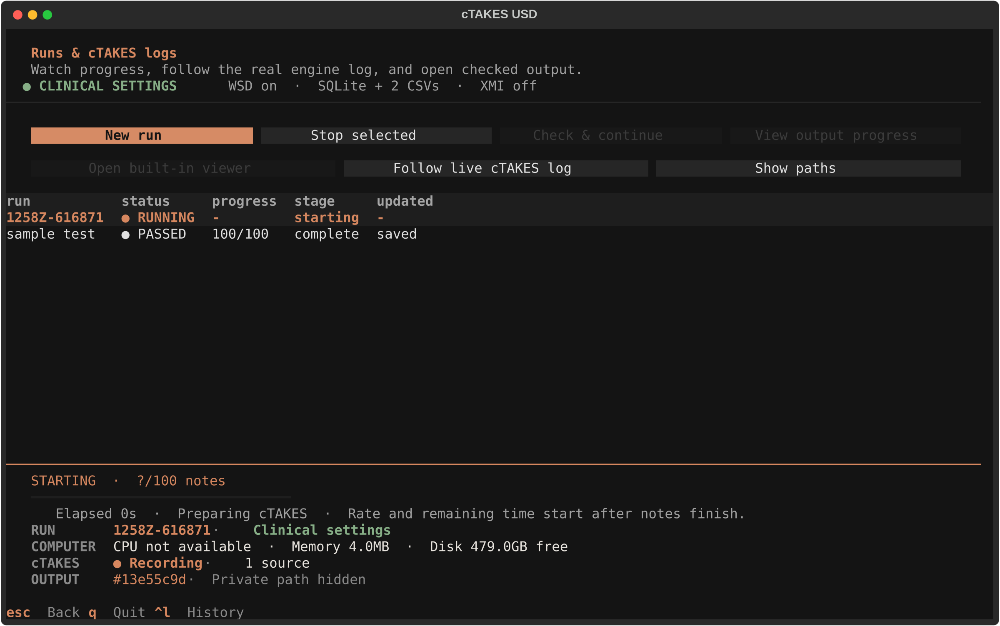 cTAKES USD
Runs & cTAKES logs
Watch progress, follow the real engine log, and open checked output.
● CLINICAL SETTINGS WSD on · SQLite + 2 CSVs · XMI off
New run Stop selected Check & continue View output progress
Open built-in viewer Follow live cTAKES log Show paths
run status progress stage updated
1258Z-616871 ● RUNNING - starting -
sample test ● PASSED 100/100 complete saved
STARTING · ?/100 notes
Elapsed 0s · Preparing cTAKES · Rate and remaining time start after notes finish.
RUN 1258Z-616871 · Clinical settings
COMPUTER CPU not available · Memory 4.0MB · Disk 479.0GB free
cTAKES ● Recording · 1 source
OUTPUT #13e55c9d · Private path hidden
esc Back q Quit ^l History